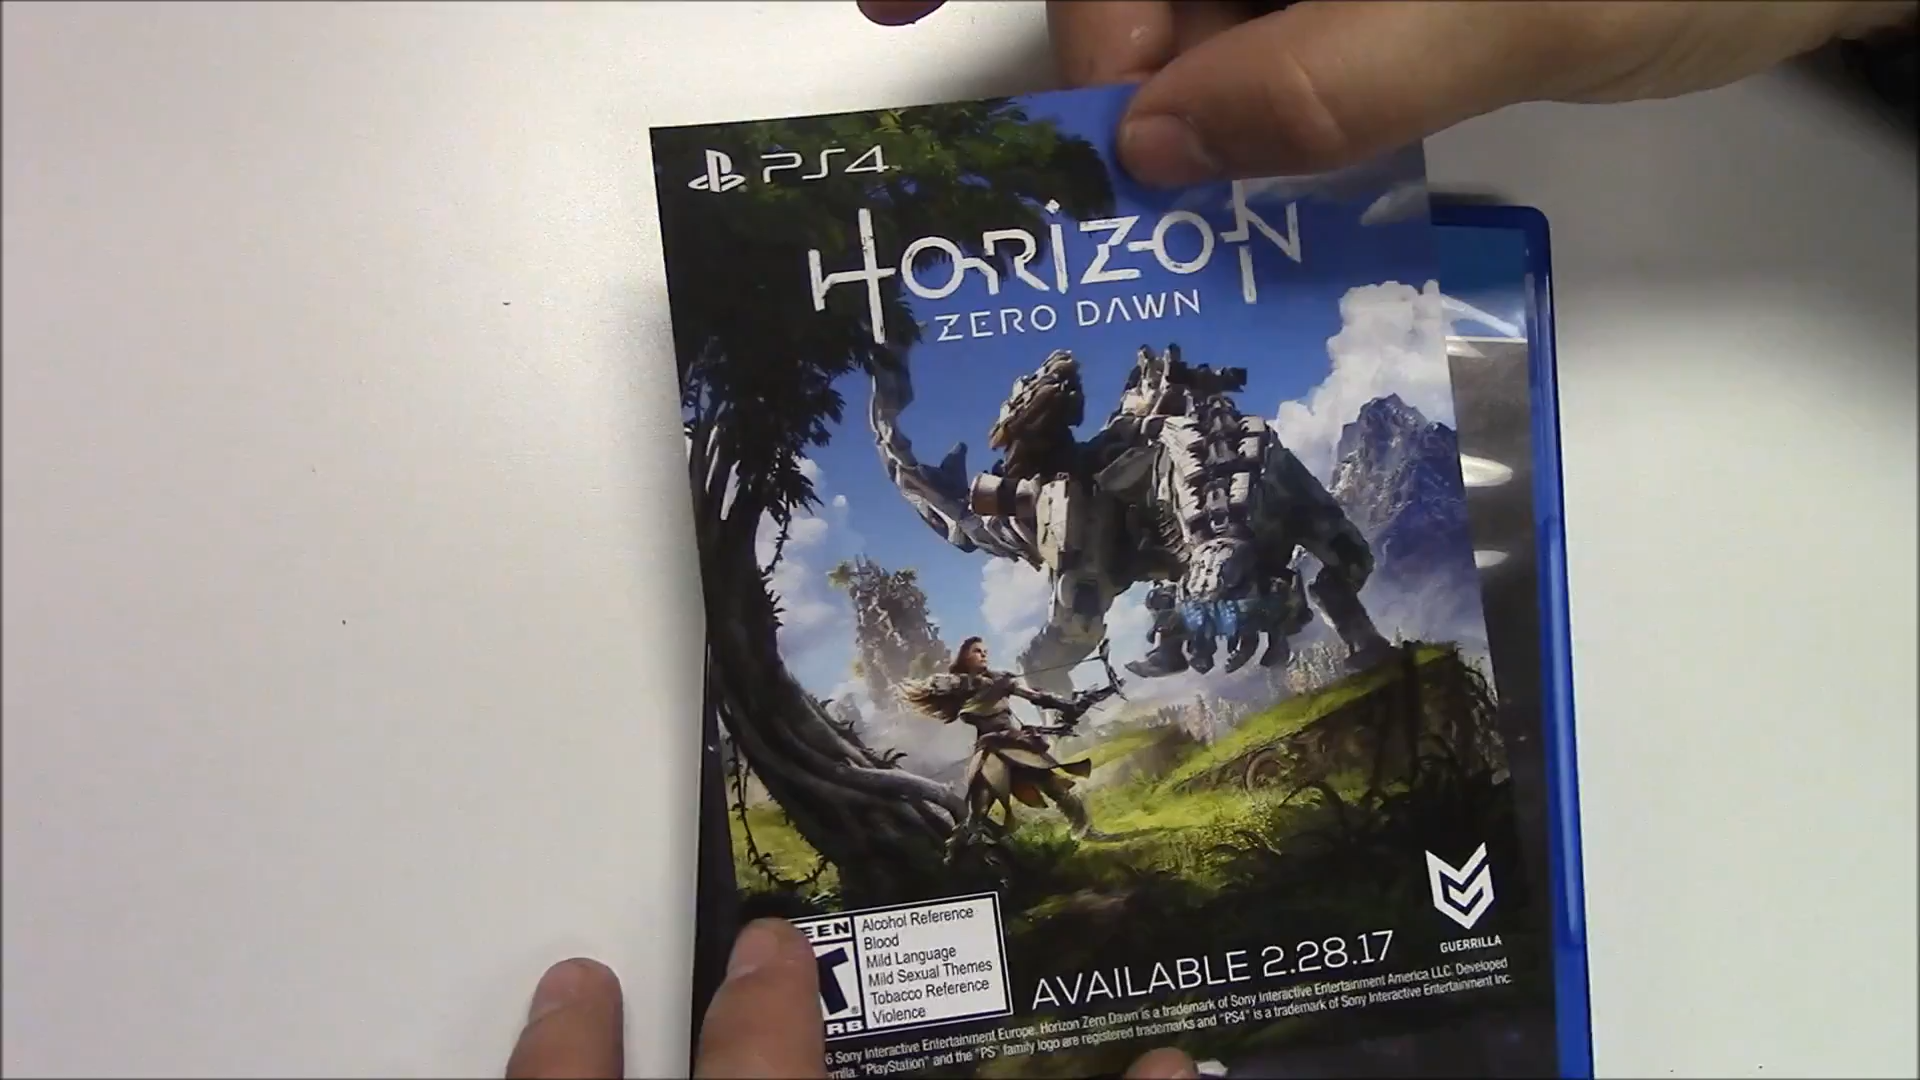 PS4
HORIZON
ZERO DAWN
Alcohol Reference
Blood
Mild Language
Mild Sexual Themes
Tobacco Reference
Violence
GUERRILLA
AVAILABLE 2.28.17
6 Sony Interactive Entertainment Europe. Horizon Zero Dawn is a trademark of Sony Interactive Entertainment America LLC. Developed
"PlayStation" and the "PS" family logo are registered trademarks and "PS4" is a trademark of Sony Interactive Entertainment Inc.